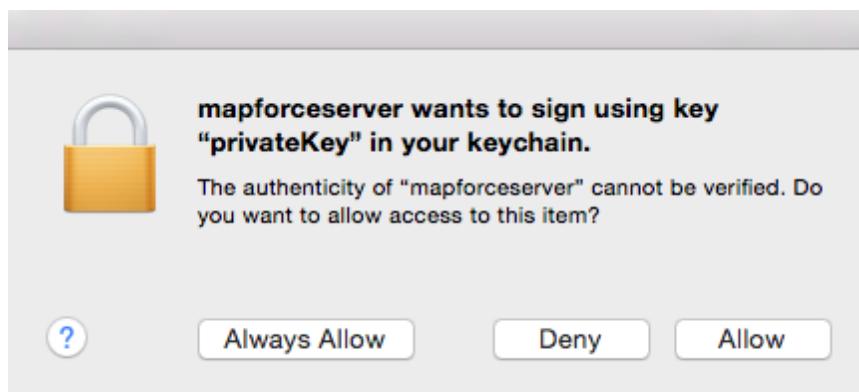 mapforceserver wants to sign using key
“privateKey” in your keychain.
The authenticity of “mapforceserver” cannot be verified. Do
you want to allow access to this item?
?
Always Allow
Deny
Allow